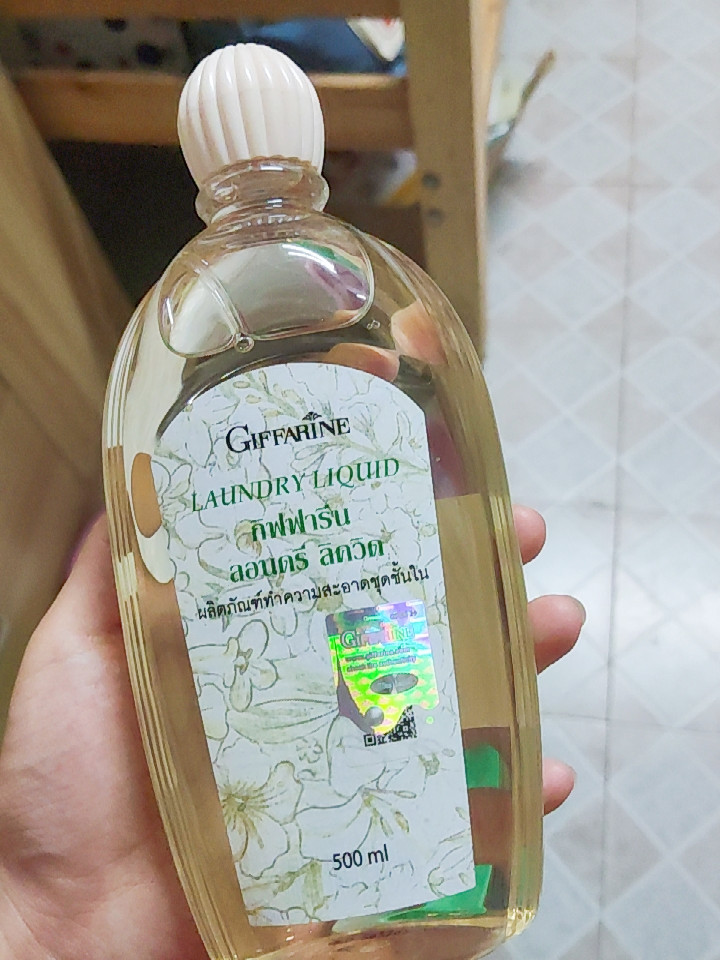 GIFFARINE
LAUNDRY LIQUID
กิฟฟารีน
ลอนดรี ลิควิด
ผลิตภัณฑ์ทำความสะอาดชุดชั้นใน
GIFFARINE
500 ml